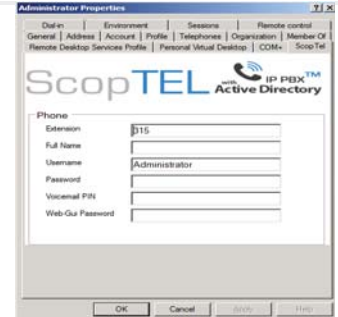 Administrator Properties
Dial-in Environment Sessions Remote control
General Address Account Profile Telephones Organization Member Of
Remote Desktop Services Profile Personal Virtual Desktop COM+ ScopTel
ScopTEL with IP PBX™
Active Directory
Phone
Extension 315
Full Name
Username Administrator
Password
Voicemail PIN
Web-Gui Password
OK Cancel Apply Help